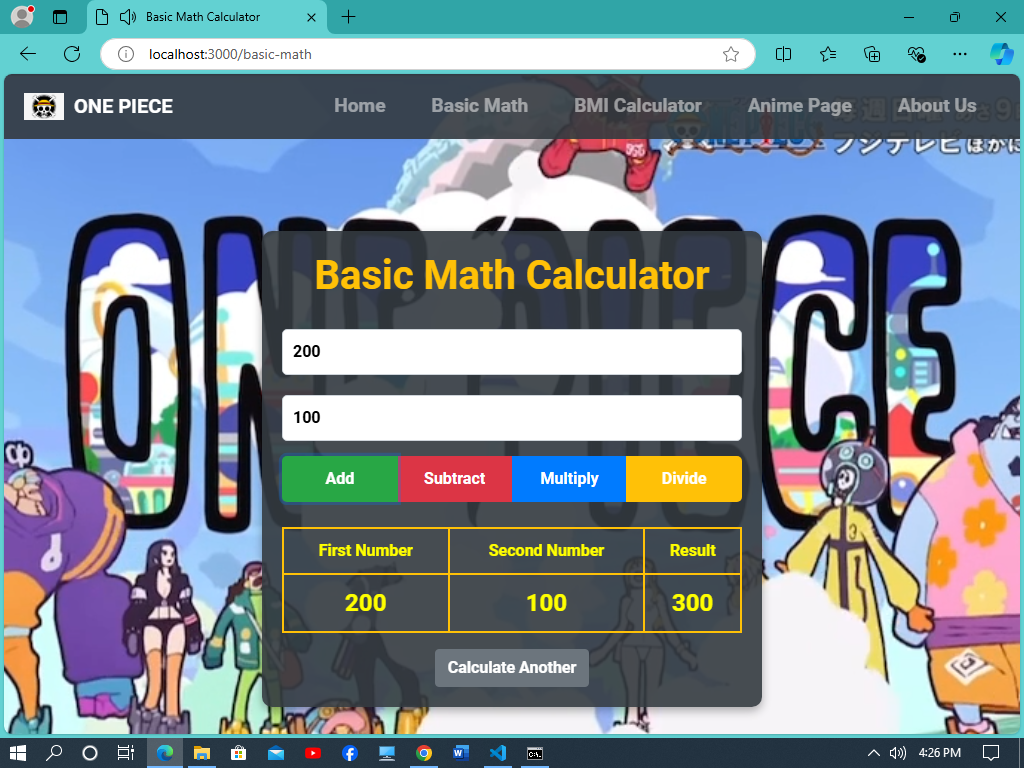 Basic Math Calculator
localhost:3000/basic-math
ONE PIECE Home Basic Math BMI Calculator Anime Page About Us
フジテレビ ほか
ONE PIECE
Basic Math Calculator
200
100
Add Subtract Multiply Divide
First Number Second Number Result
200 100 300
Calculate Another
4:26 PM